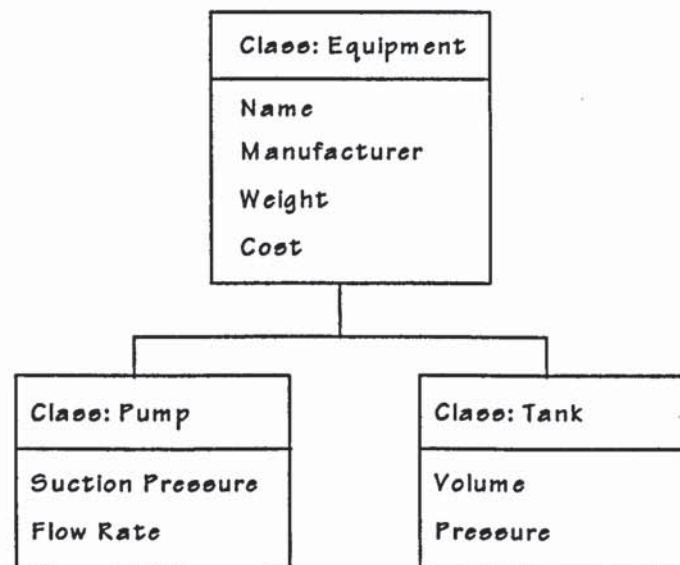 Class: Equipment
Name
Manufacturer
Weight
Cost
Class: Pump
Suction Pressure
Flow Rate
Class: Tank
Volume
Pressure